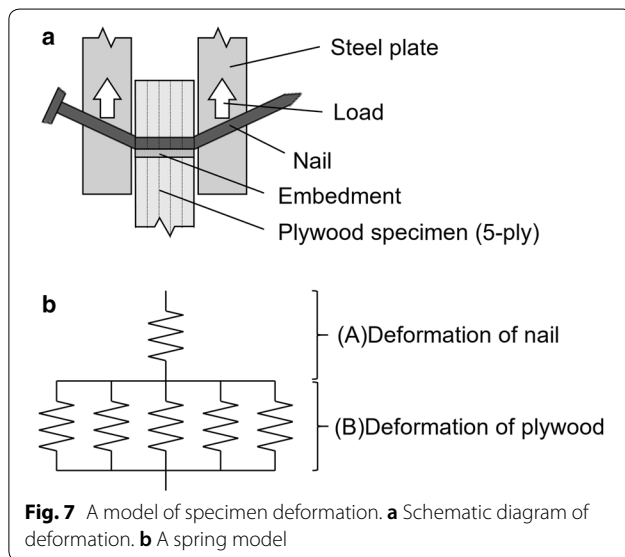 a
Steel plate
Load
Nail
Embedment
Plywood specimen (5-ply)
b
(A)Deformation of nail
(B)Deformation of plywood
Fig. 7 A model of specimen deformation. a Schematic diagram of
deformation. b A spring model